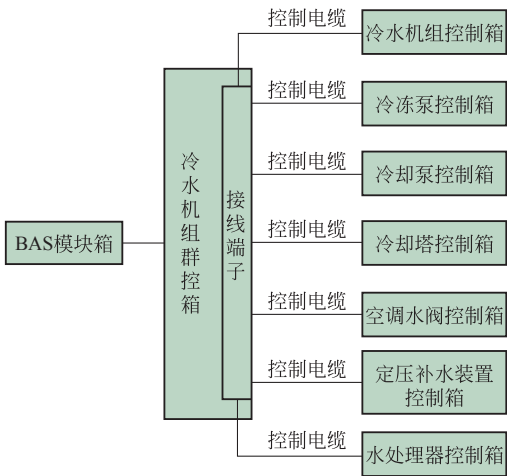 控制电缆
冷水机组控制箱
控制电缆
冷冻泵控制箱
控制电缆
冷却泵控制箱
控制电缆
冷却塔控制箱
控制电缆
空调水阀控制箱
控制电缆
定压补水装置
控制箱
控制电缆
水处理器控制箱
BAS模块箱
冷水机组群控箱
接线端子